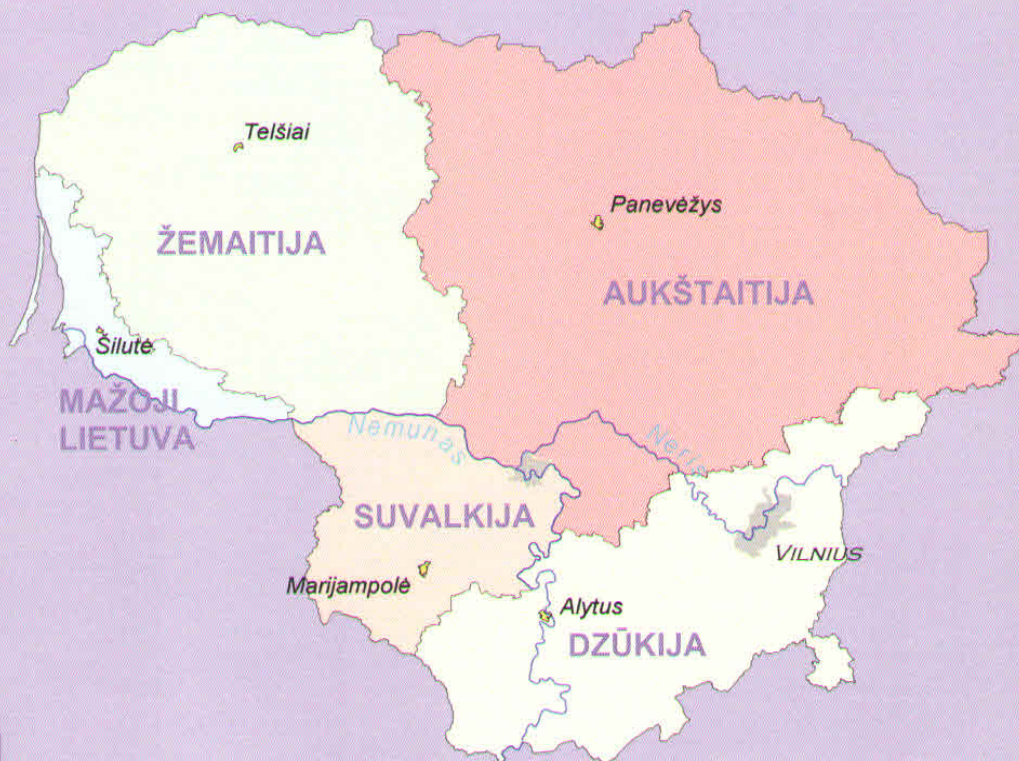 Telšiai
Panevėžys
ŽEMAITIJA
AUKŠTAITIJA
Šilutė
MAŽOJI
LIETUVA
Nemunas
Neris
SUVALKIJA
VILNIUS
Marijampolė
Alytus
DZŪKIJA